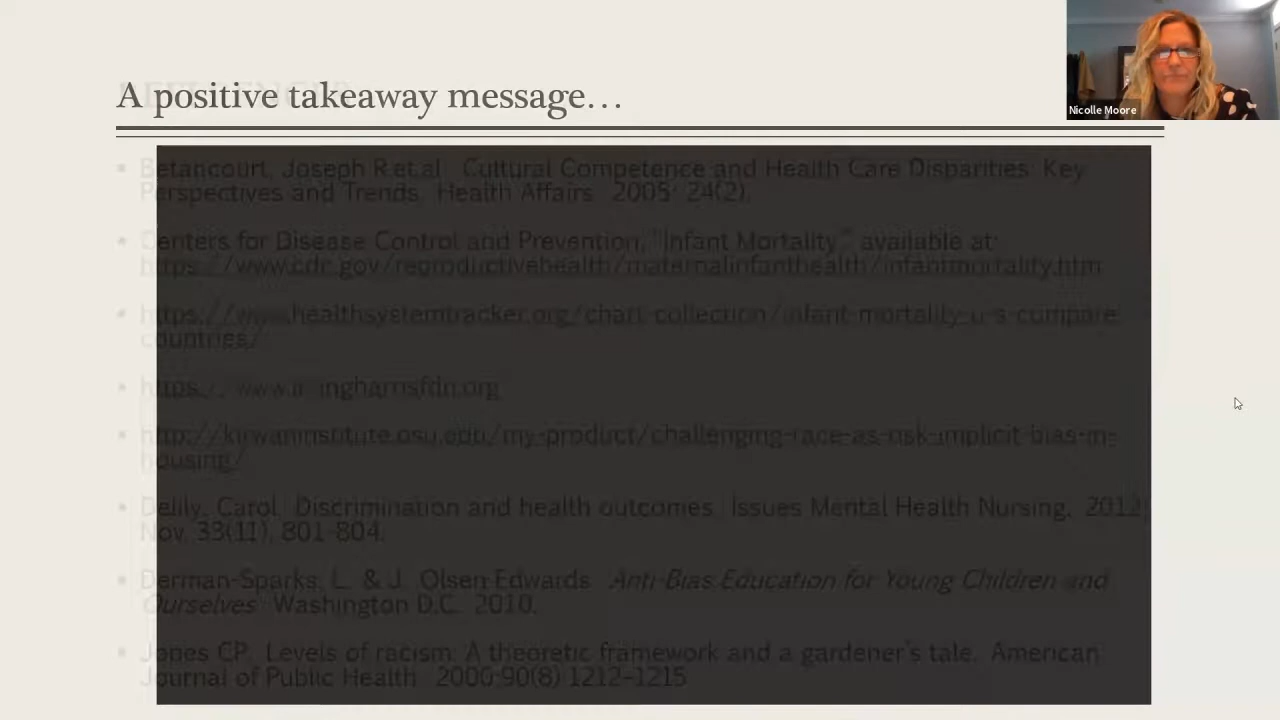 A positive takeaway message…
Nicolle Moore
Betancourt, Joseph R.et.al. Cultural Competence and Health Care Disparities: Key
Perspectives and Trends. Health Affairs. 2005: 24(2).
Centers for Disease Control and Prevention, "Infant Mortality," available at:
https://www.cdc.gov/reproductivehealth/maternalinfanthealth/infantmortality.htm
https://www.healthsystemtracker.org/chart-collection/infant-mortality-u-s-compare
countries/
http://kirwaninstitute.osu.edu/my-product/challenging-race-as-risk-implicit-bias-in-
housing/
Carol. Discrimination and health outcomes. Issues Mental Health Nursing. 2012;
Nov. 33(11), 801-804.
Derman-Sparks, L. & J. Olsen Edwards. Anti-Bias Education for Young Children and
Ourselves. Washington D.C. 2010.
Jones CP. Levels of racism: A theoretic framework and a gardener's tale. American
Journal of Public Health. 2000;90(8) 1212-1215